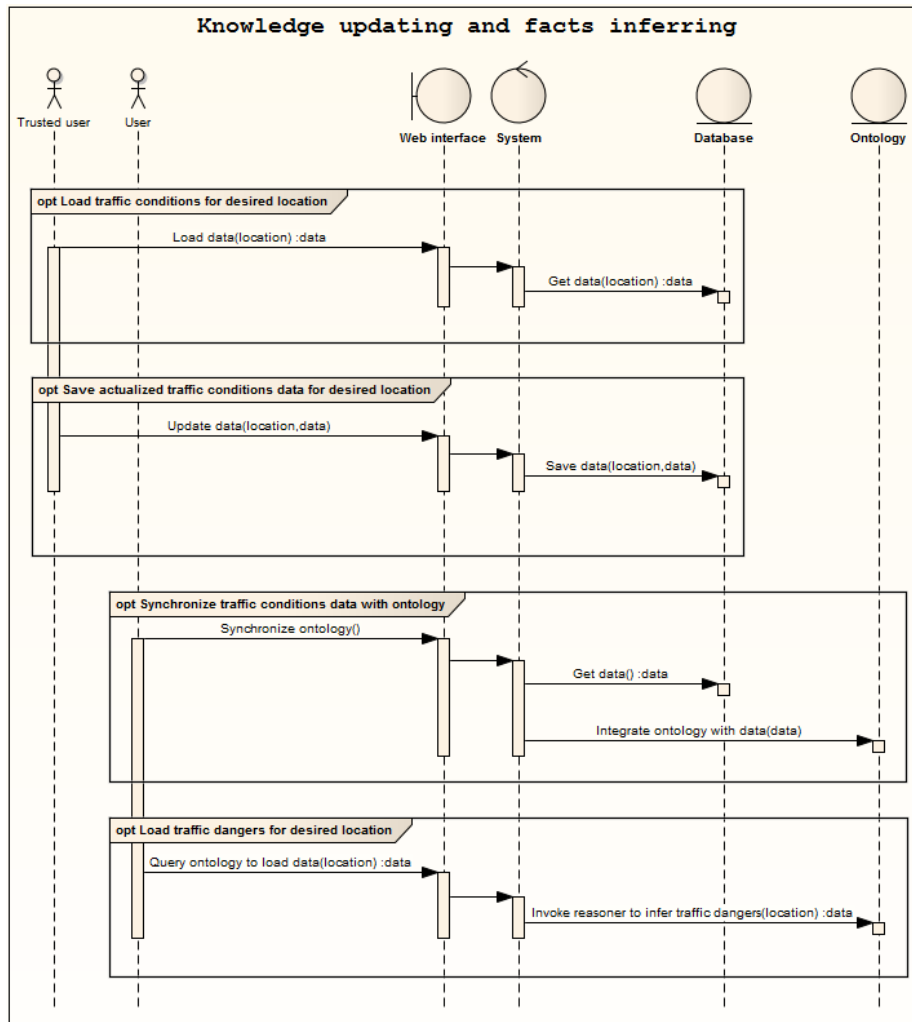 Knowledge updating and facts inferring
Trusted user
User
Web interface
System
Database
Ontology
opt Load traffic conditions for desired location
Load data(location) :data
Get data(location) :data
opt Save actualized traffic conditions data for desired location
Update data(location,data)
Save data(location,data)
opt Synchronize traffic conditions data with ontology
Synchronize ontology()
Get data() :data
Integrate ontology with data(data)
opt Load traffic dangers for desired location
Query ontology to load data(location) :data
Invoke reasoner to infer traffic dangers(location) :data